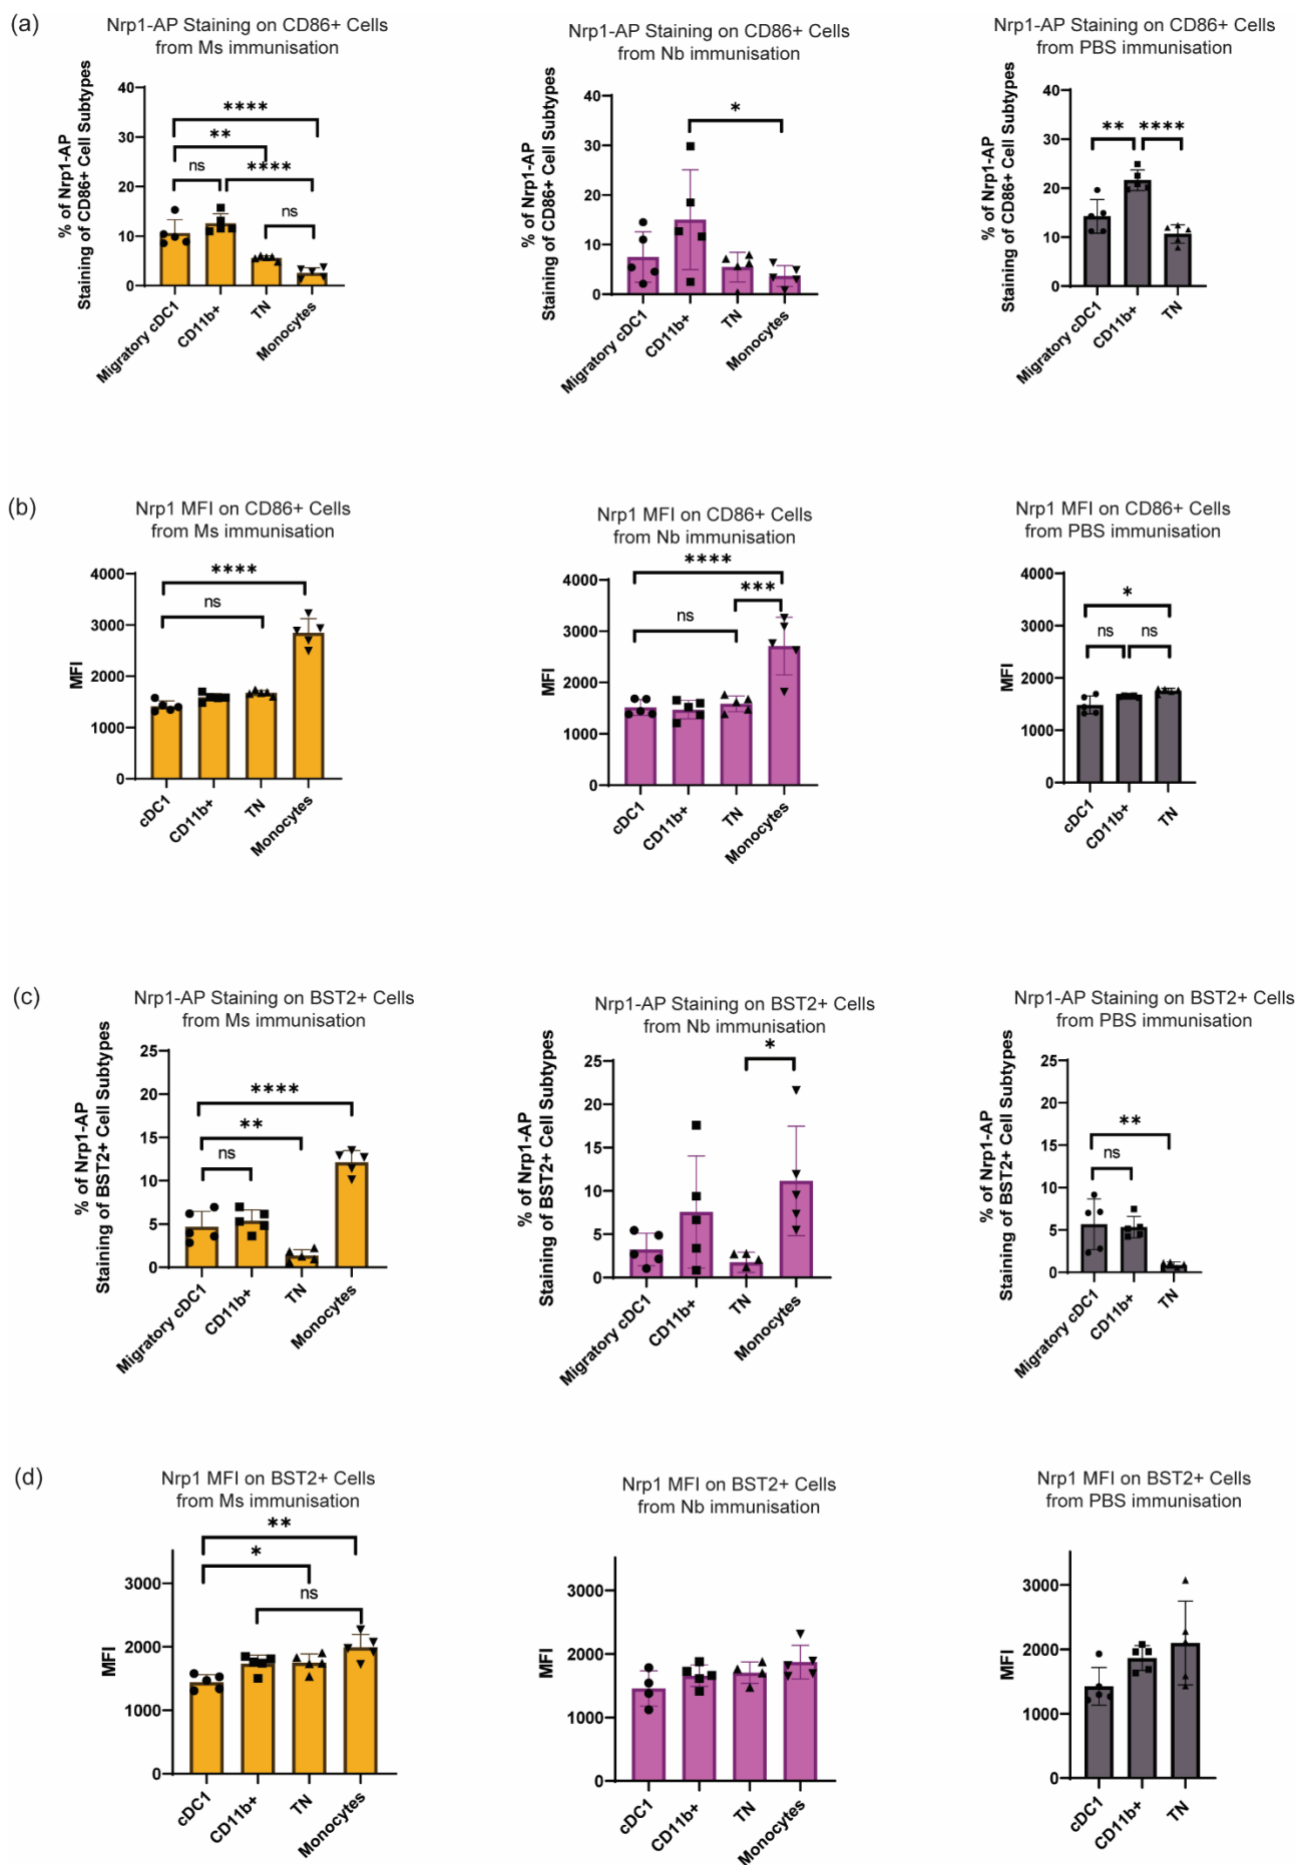 (a)
Nrp1-AP Staining on CD86+ Cells
from Ms immunisation
% of Nrp1-AP
Staining of CD86+ Cell Subtypes
40
30
20
10
0
****
**
ns
****
ns
Migratory cDC1
CD11b+
TN
Monocytes
Nrp1-AP Staining on CD86+ Cells
from Nb immunisation
% of Nrp1-AP
Staining of CD86+ Cell Subtypes
40
30
20
10
0
*
Migratory cDC1
CD11b+
TN
Monocytes
Nrp1-AP Staining on CD86+ Cells
from PBS immunisation
% of Nrp1-AP
Staining of CD86+ Cell Subtypes
40
30
20
10
0
**
****
Migratory cDC1
CD11b+
TN
(b)
Nrp1 MFI on CD86+ Cells
from Ms immunisation
MFI
4000
3000
2000
1000
0
****
ns
cDC1
CD11b+
TN
Monocytes
Nrp1 MFI on CD86+ Cells
from Nb immunisation
MFI
4000
3000
2000
1000
0
****
***
ns
cDC1
CD11b+
TN
Monocytes
Nrp1 MFI on CD86+ Cells
from PBS immunisation
MFI
4000
3000
2000
1000
0
*
ns
ns
cDC1
CD11b+
TN
(c)
Nrp1-AP Staining on BST2+ Cells
from Ms immunisation
% of Nrp1-AP
Staining of BST2+ Cell Subtypes
25
20
15
10
5
0
****
**
ns
Migratory cDC1
CD11b+
TN
Monocytes
Nrp1-AP Staining on BST2+ Cells
from Nb immunisation
% of Nrp1-AP
Staining of BST2+ Cell Subtypes
25
20
15
10
5
0
*
Migratory cDC1
CD11b+
TN
Monocytes
Nrp1-AP Staining on BST2+ Cells
from PBS immunisation
% of Nrp1-AP
Staining of BST2+ Cell Subtypes
25
20
15
10
5
0
**
ns
Migratory cDC1
CD11b+
TN
(d)
Nrp1 MFI on BST2+ Cells
from Ms immunisation
MFI
3000
2000
1000
0
**
*
ns
cDC1
CD11b+
TN
Monocytes
Nrp1 MFI on BST2+ Cells
from Nb immunisation
MFI
3000
2000
1000
0
cDC1
CD11b+
TN
Monocytes
Nrp1 MFI on BST2+ Cells
from PBS immunisation
MFI
3000
2000
1000
0
cDC1
CD11b+
TN